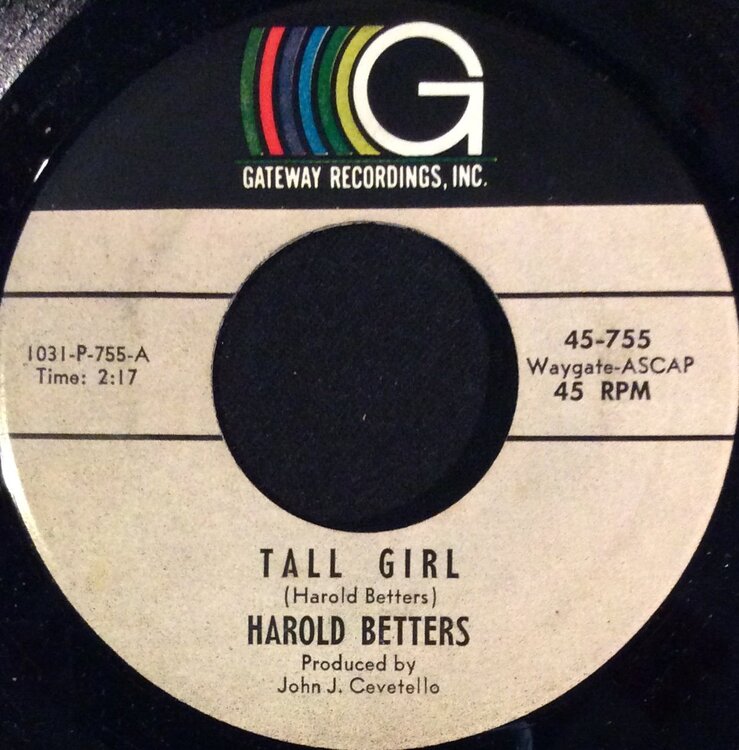 G
GATEWAY RECORDINGS, INC.
1031-P-755-A
Time: 2:17
45-755
Waygate-ASCAP
45 RPM
TALL GIRL
(Harold Betters)
HAROLD BETTERS
Produced by
John J. Cevetello